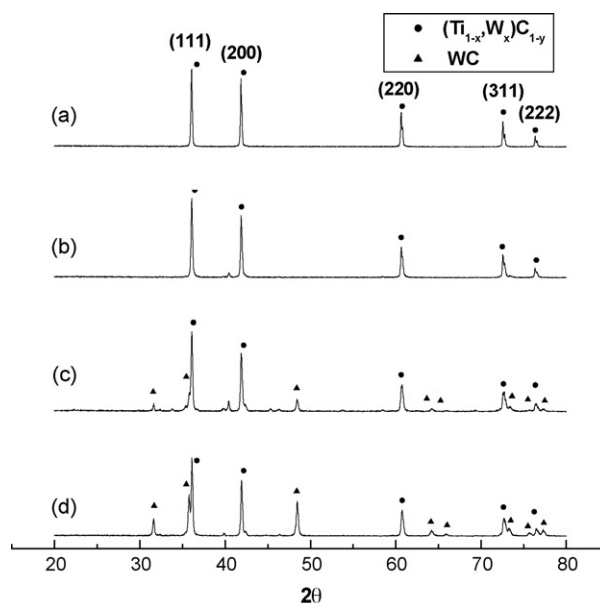 ● (Ti1-x,Wx)C1-y
▲ WC
(111) (200) (220) (311) (222)
(a)
(b)
(c)
(d)
20 30 40 50 60 70 80
2θ